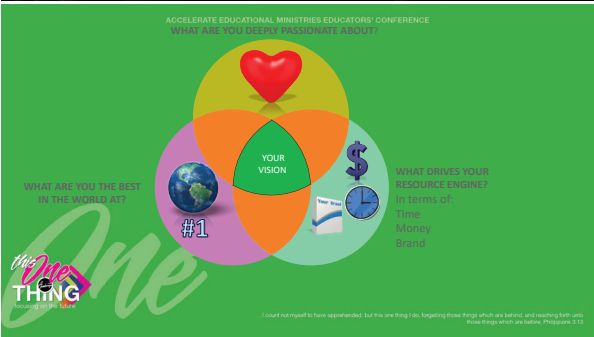 ACCELERATE EDUCATIONAL MINISTRIES EDUCATORS' CONFERENCE
WHAT ARE YOU DEEPLY PASSIONATE ABOUT?
YOUR
VISION
WHAT ARE YOU THE BEST
IN THE WORLD AT?
#1
$
Your Brand
WHAT DRIVES YOUR
RESOURCE ENGINE?
In terms of:
Time
Money
Brand
One
this
One
THING
focusing on the future
...I count not myself to have apprehended: but this one thing I do: forgetting those things which are behind, and reaching forth unto
those things which are before, Philippians 3:13